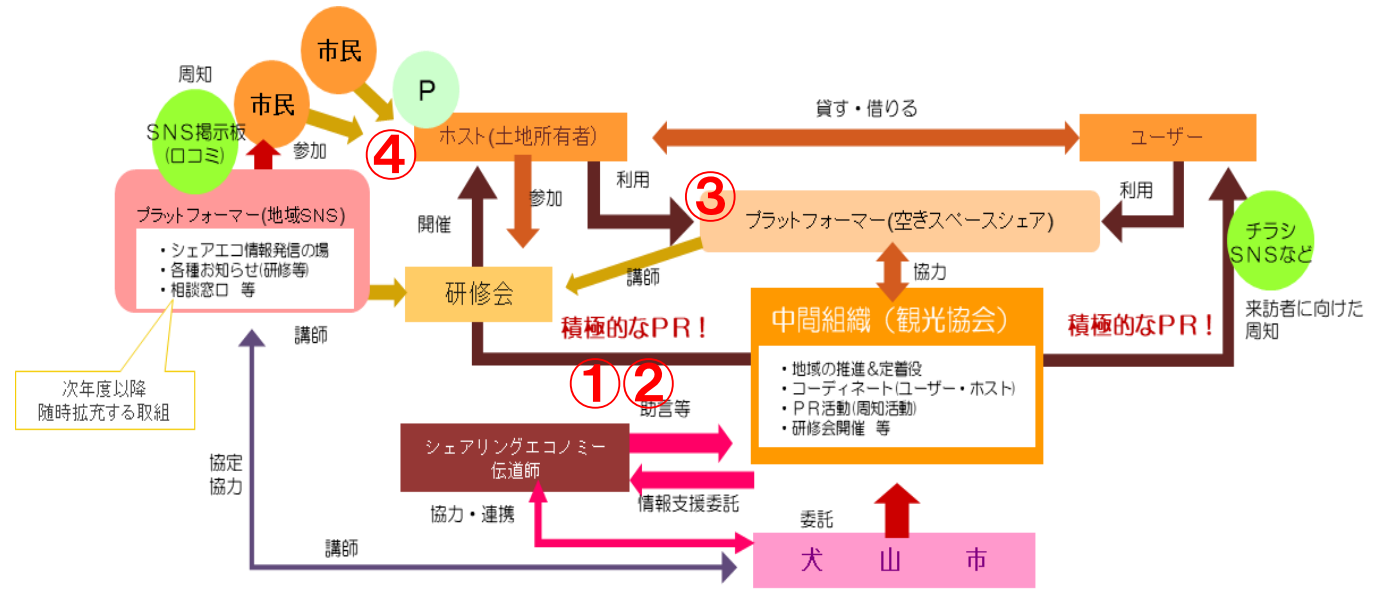 市民
周知
市民
P
SNS掲示板
(口コミ)
参加
④
ホスト(土地所有者)
貸す・借りる
ユーザー
プラットフォーマー(地域SNS)
・シェアエコ情報発信の場
・各種お知らせ(研修等)
・相談窓口 等
開催
参加
利用
③
プラットフォーマー(空きスペースシェア)
利用
チラシ
SNSなど
講師
協力
研修会
来訪者に向けた
周知
講師
積極的なPR！
中間組織（観光協会）
・地域の推進&定着役
・コーディネート(ユーザー・ホスト)
・PR活動(周知活動)
・研修会開催 等
積極的なPR！
次年度以降
随時拡充する取組
①②
助言等
シェアリングエコノミー
伝道師
情報支援委託
協定
協力
協力・連携
委託
講師
犬山市